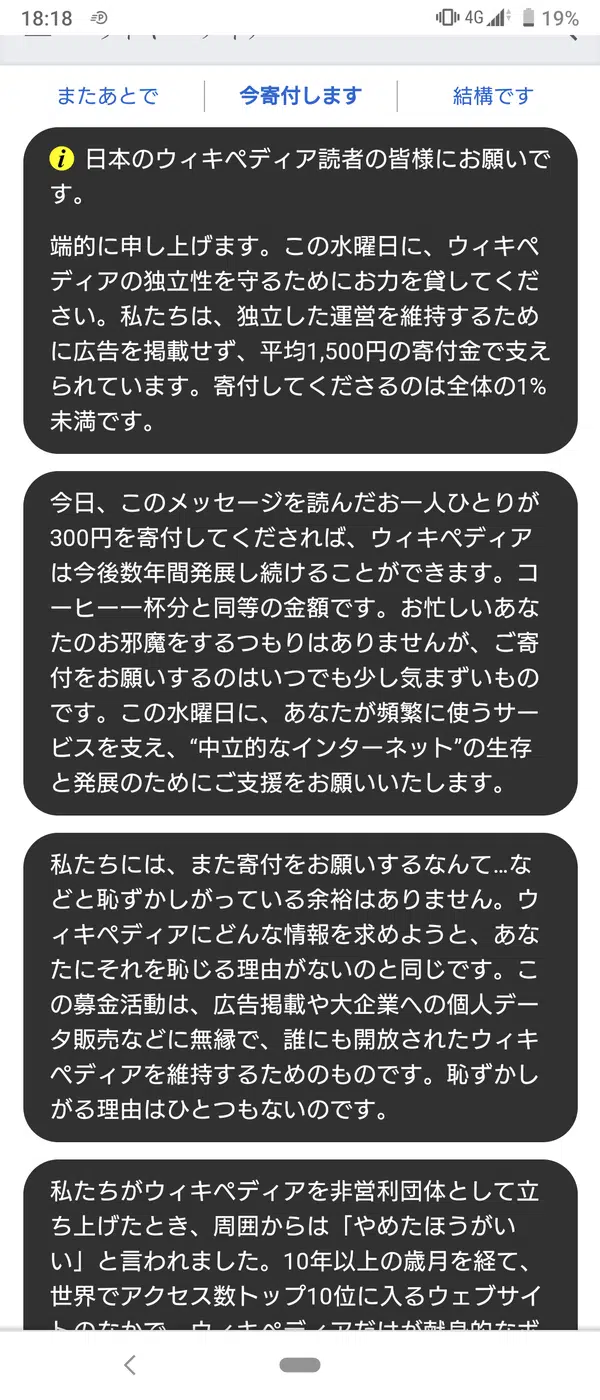 18:18
4G
19%
またあとで
今寄付します
結構です
日本のウィキペディア読者の皆様にお願いで
す。
端的に申し上げます。この水曜日に、ウィキペ
ディアの独立性を守るためにお力を貸してくだ
さい。私たちは、独立した運営を維持するため
に広告を掲載せず、平均1,500円の寄付金で支え
られています。寄付してくださるのは全体の1%
未満です。
今日、このメッセージを読んだお一人ひとりが
300円を寄付してくだされば、ウィキペディア
は今後数年間発展し続けることができます。コ
ーヒー一杯分と同等の金額です。お忙しいあな
たのお邪魔をするつもりはありませんが、ご寄
付をお願いするのはいつでも少し気まずいもの
です。この水曜日に、あなたが頻繁に使うサー
ビスを支え、“中立的なインターネット”の生存
と発展のためにご支援をお願いいたします。
私たちには、また寄付をお願いするなんて...な
どと恥ずかしがっている余裕はありません。ウ
ィキペディアにどんな情報を求めようと、あな
たにそれを恥じる理由がないのと同じです。こ
の募金活動は、広告掲載や大企業への個人デー
タ販売などに無縁で、誰にも開放されたウィキ
ペディアを維持するためのものです。恥ずかし
がる理由はひとつもないのです。
私たちがウィキペディアを非営利団体として立
ち上げたとき、周囲からは「やめたほうがい
い」と言われました。10年以上の歳月を経て、
世界でアクセス数トップ10位に入るウェブサイ
トのなかで、ウィキペディアだけが献身的なボ